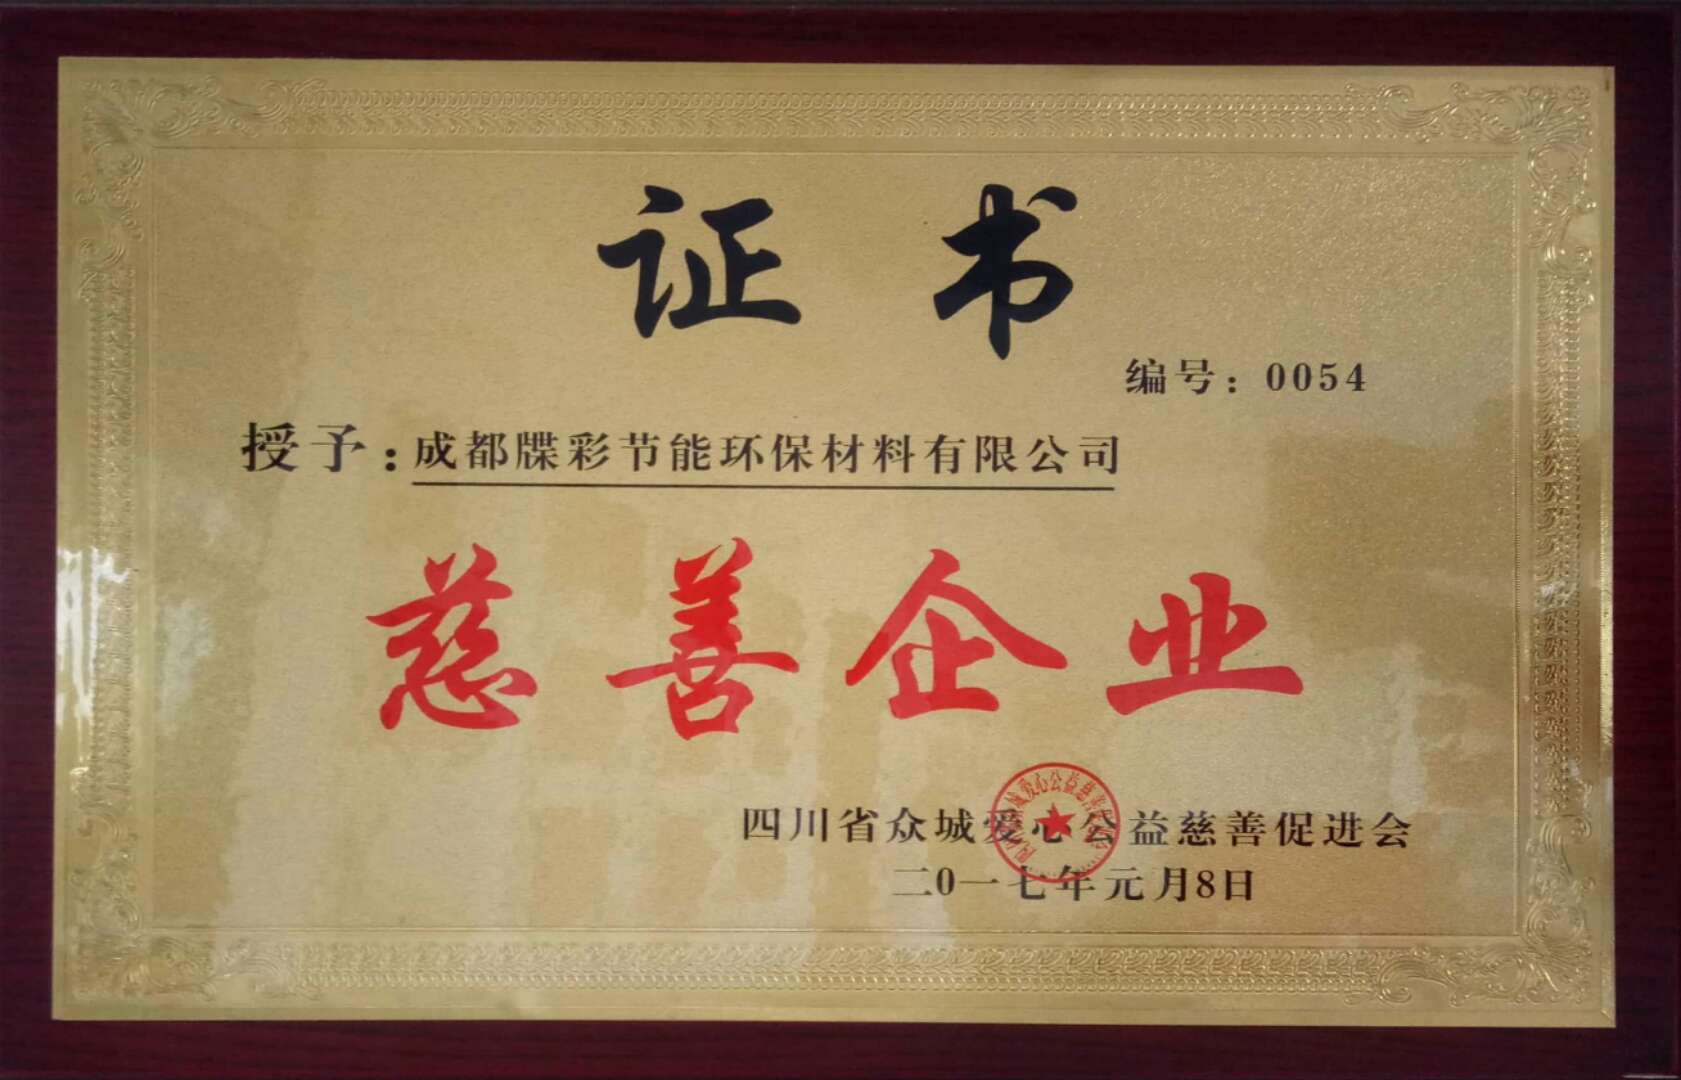 证书
编号：0054
授予：成都牒彩节能环保材料有限公司
慈善企业
四川省众城爱心公益慈善促进会
二0一七年元月8日